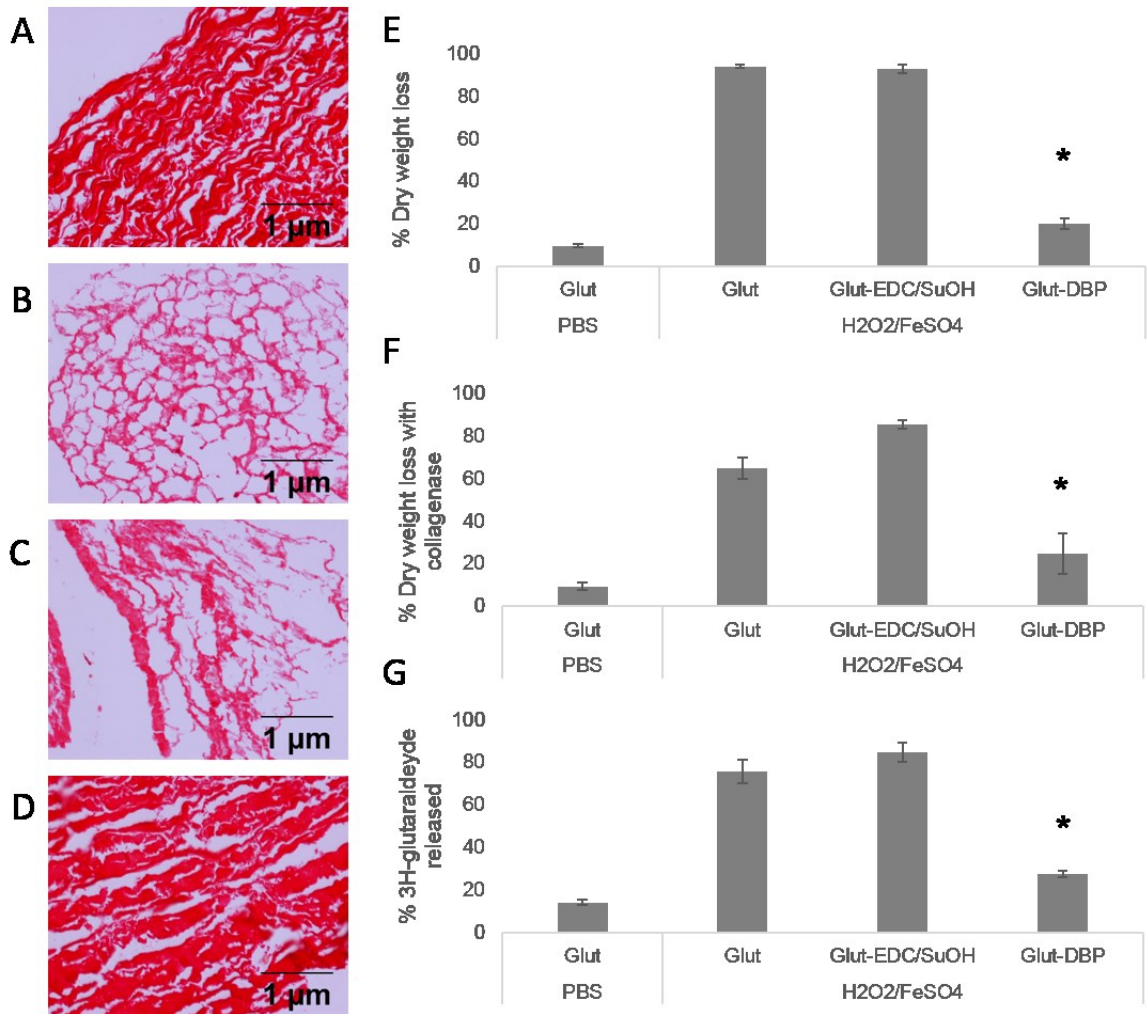 A
1 µm
B
1 µm
C
1 µm
D
1 µm
E
% Dry weight loss
100
80
60
40
20
0
*
Glut
Glut
Glut-EDC/SuOH
Glut-DBP
PBS
H2O2/FeSO4
F
% Dry weight loss with
collagenase
100
80
60
40
20
0
*
Glut
Glut
Glut-EDC/SuOH
Glut-DBP
PBS
H2O2/FeSO4
G
% 3H-glutaraldeyde
released
100
80
60
40
20
0
*
Glut
Glut
Glut-EDC/SuOH
Glut-DBP
PBS
H2O2/FeSO4